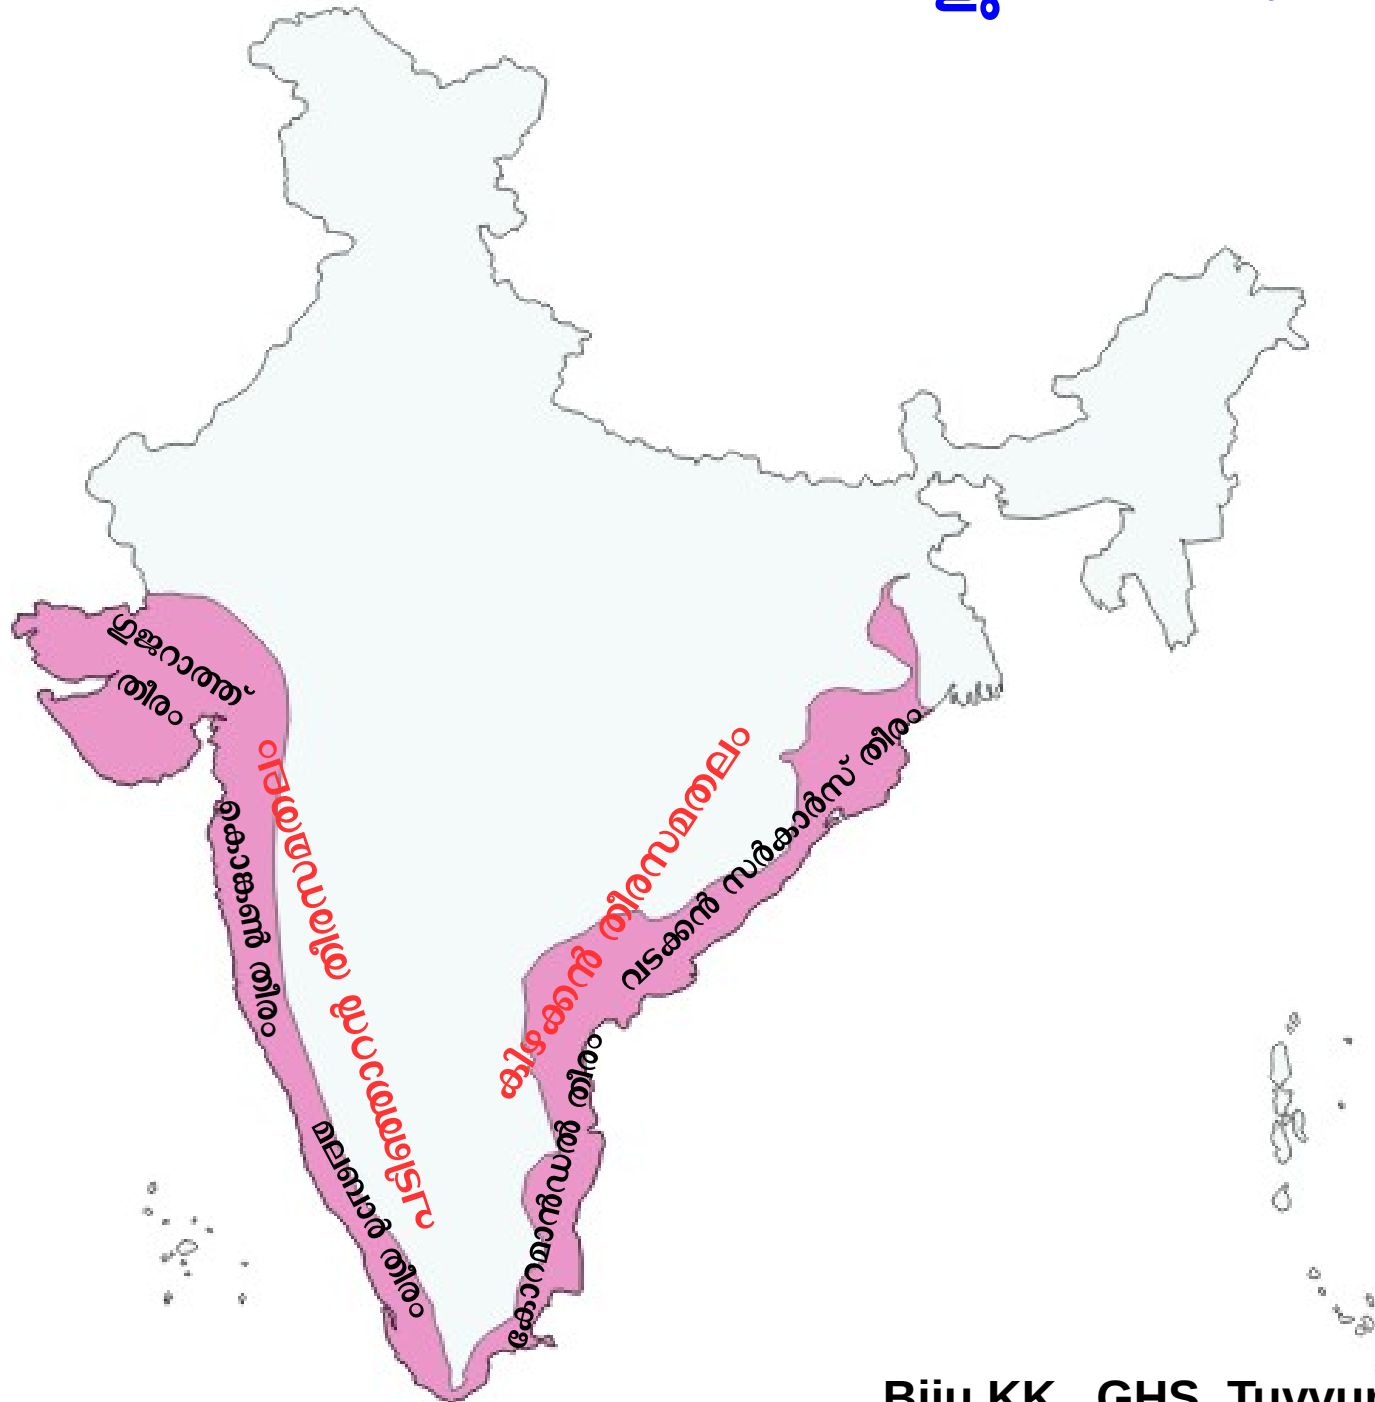 ഗുജറാത്ത്
തീരം
കൊങ്കൺ തീരം
മലബാർ തീരം
പടിഞ്ഞാറൻ തീരസമതലം
കിഴക്കൻ തീരസമതലം
വടക്കൻ സർക്കാർസ് തീരം
കോറമാൻഡൽ തീരം
Biju KK, GHS, Tuvvur